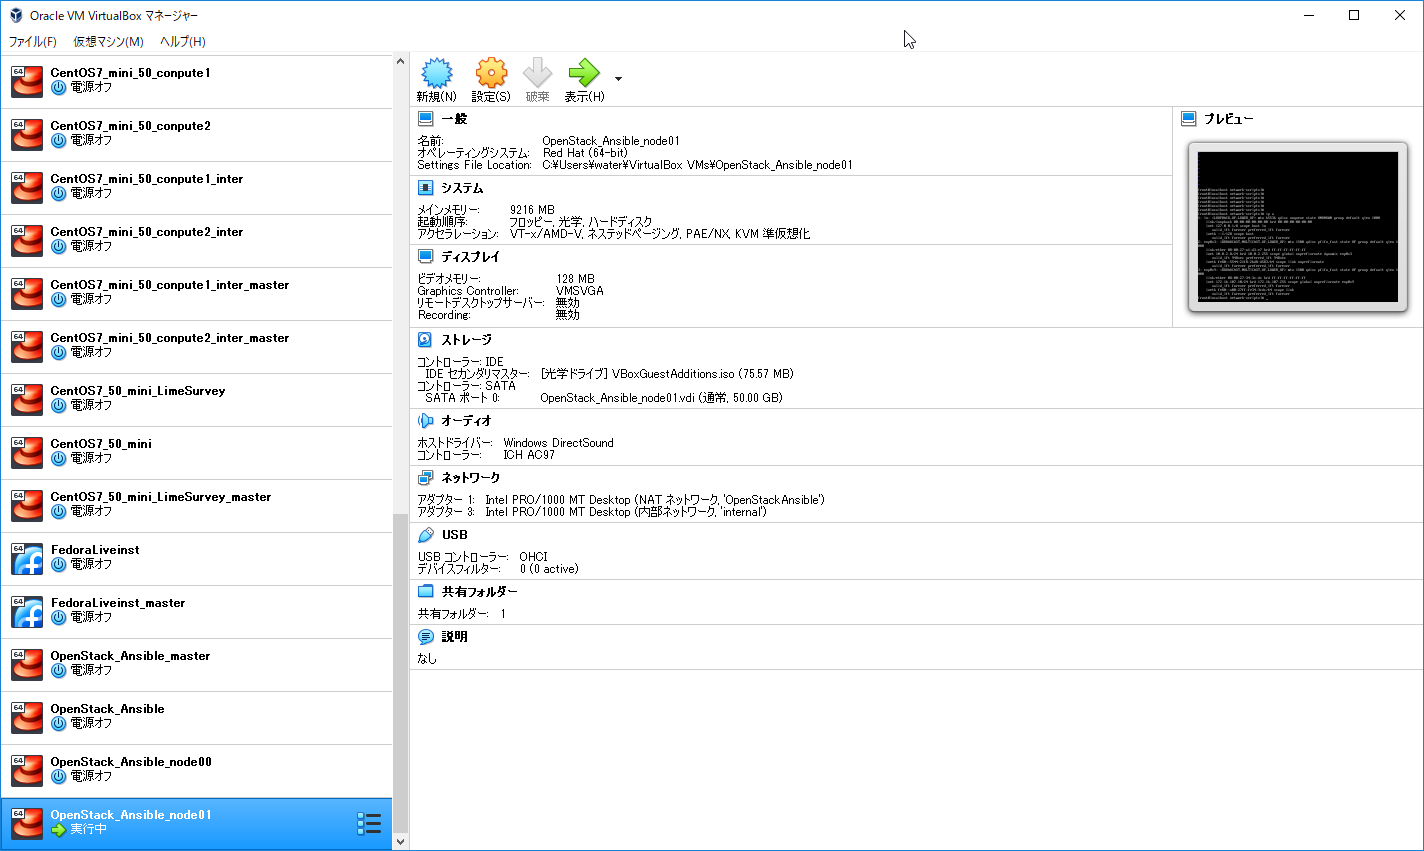 Oracle VM VirtualBox マネージャー
ファイル(F) 仮想マシン(M) ヘルプ(H)
64 CentOS7_mini_50_conpute1
電源オフ
64 CentOS7_mini_50_conpute2
電源オフ
64 CentOS7_mini_50_conpute1_inter
電源オフ
64 CentOS7_mini_50_conpute2_inter
電源オフ
64 CentOS7_mini_50_conpute1_inter_master
電源オフ
64 CentOS7_mini_50_conpute2_inter_master
電源オフ
64 CentOS7_50_mini_LimeSurvey
電源オフ
64 CentOS7_50_mini
電源オフ
64 CentOS7_50_mini_LimeSurvey_master
電源オフ
64 FedoraLiveinst
電源オフ
64 FedoraLiveinst_master
電源オフ
64 OpenStack_Ansible_master
電源オフ
64 OpenStack_Ansible
電源オフ
64 OpenStack_Ansible_node00
電源オフ
64 OpenStack_Ansible_node01
実行中
新規(N) 設定(S) 破棄 表示(H)
一般
名前: OpenStack_Ansible_node01
オペレーティングシステム: Red Hat (64-bit)
Settings File Location: C:¥Users¥water¥VirtualBox VMs¥OpenStack_Ansible_node01
システム
メインメモリー: 9216 MB
起動順序: フロッピー, 光学, ハードディスク
アクセラレーション: VT-x/AMD-V, ネステッドページング, PAE/NX, KVM 準仮想化
ディスプレイ
ビデオメモリー: 128 MB
Graphics Controller: VMSVGA
リモートデスクトップサーバー: 無効
Recording: 無効
ストレージ
コントローラー: IDE
IDE セカンダリマスター: [光学ドライブ] VBoxGuestAdditions.iso (75.57 MB)
コントローラー: SATA
SATA ポート 0: OpenStack_Ansible_node01.vdi (通常, 50.00 GB)
オーディオ
ホストドライバー: Windows DirectSound
コントローラー: ICH AC97
ネットワーク
アダプター 1: Intel PRO/1000 MT Desktop (NAT ネットワーク, 'OpenStackAnsible')
アダプター 3: Intel PRO/1000 MT Desktop (内部ネットワーク, 'internal')
USB
USB コントローラー: OHCI
デバイスフィルター: 0 (0 active)
共有フォルダー
共有フォルダー: 1
説明
なし
プレビュー